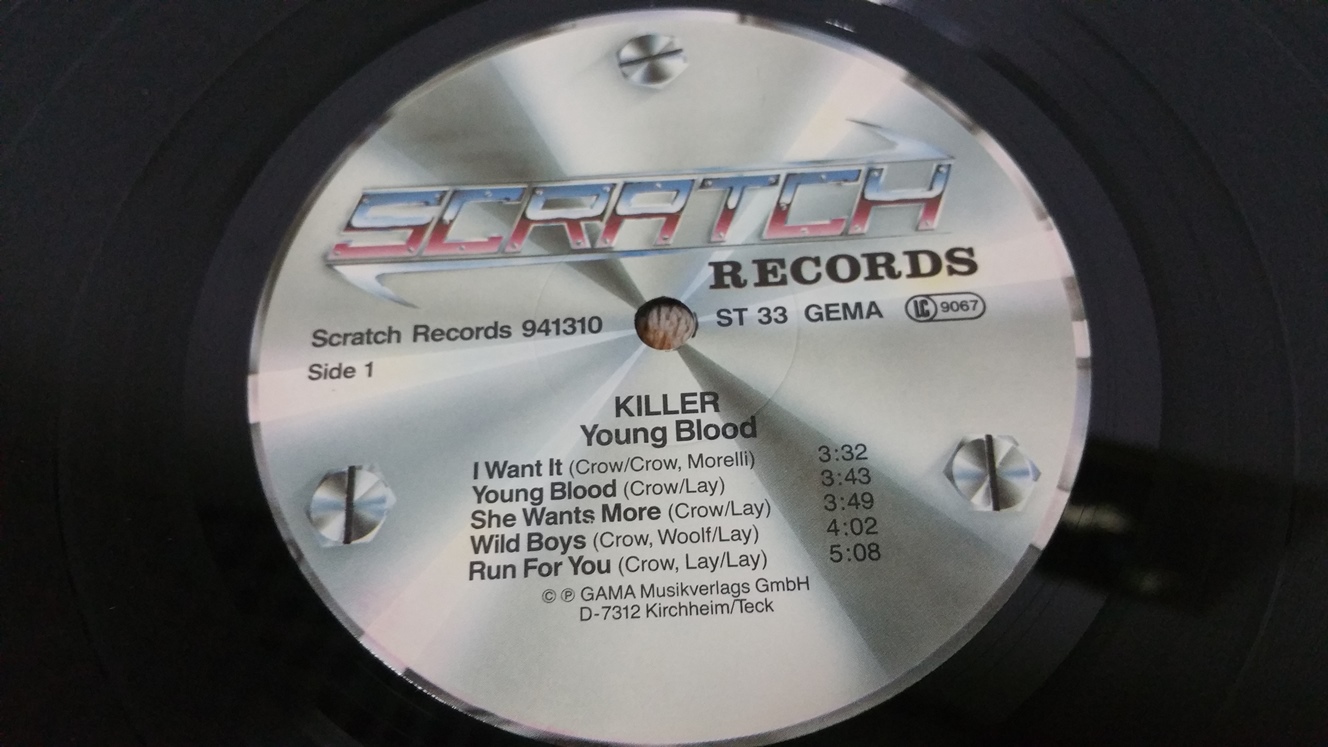 SCRATCH
RECORDS
Scratch Records 941310
ST 33 GEMA LC 9067
Side 1
KILLER
Young Blood
I Want It (Crow/Crow, Morelli) 3:32
Young Blood (Crow/Lay) 3:43
She Wants More (Crow/Lay) 3:49
Wild Boys (Crow, Woolf/Lay) 4:02
Run For You (Crow, Lay/Lay) 5:08
© ℗ GAMA Musikverlags GmbH
D-7312 Kirchheim/Teck